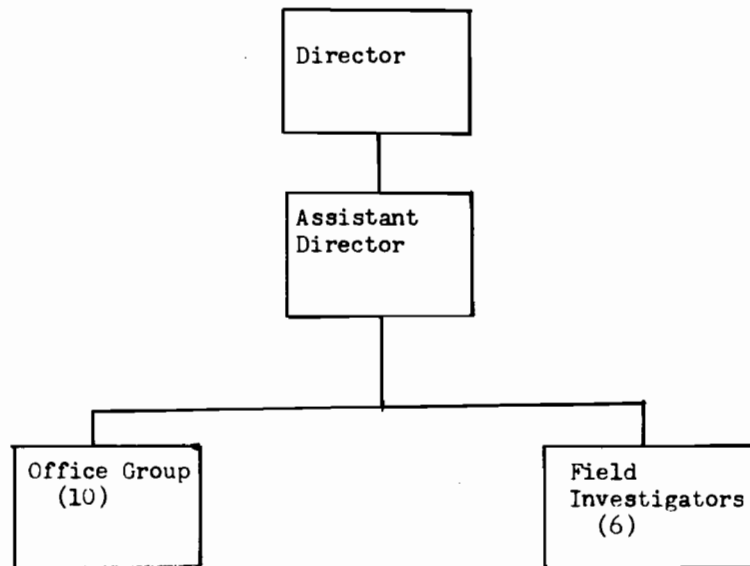 Director
Assistant
Director
Office Group
(10)
Field
Investigators
(6)